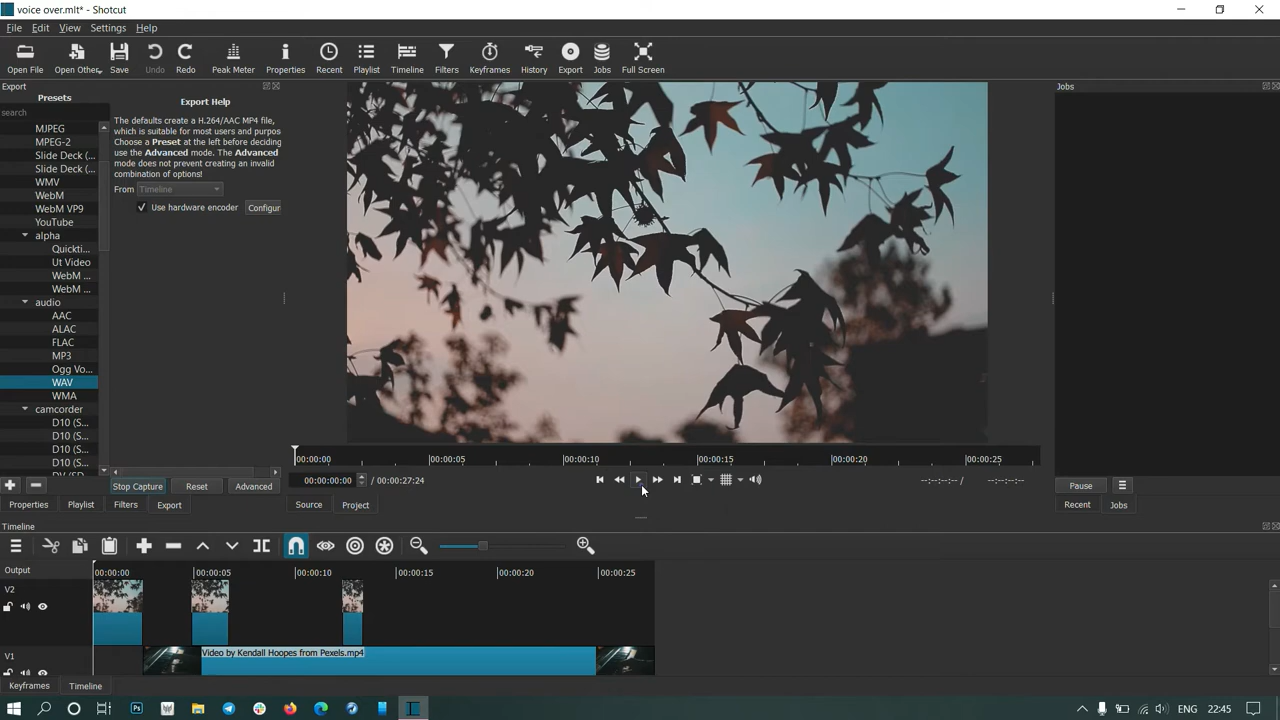 voice over.mlt* - Shotcut
File Edit View Settings Help
Open File Open Other.. Save Undo Redo Peak Meter Properties Recent Playlist Timeline Filters Keyframes History Export Jobs Full Screen
Export
Presets
search
MJPEG
MPEG-2
Slide Deck (...
Slide Deck (...
WMV
WebM
WebM VP9
YouTube
alpha
Quickti...
Ut Video
WebM ...
WebM ...
audio
AAC
ALAC
FLAC
MP3
Ogg Vo...
WAV
WMA
camcorder
D10 (S...
D10 (S...
D10 (S...
D10 (S...
Export Help
The defaults create a H.264/AAC MP4 file,
which is suitable for most users and purpos
Choose a Preset at the left before deciding
use the Advanced mode. The Advanced
mode does not prevent creating an invalid
combination of options!
From Timeline
Use hardware encoder Configur
Stop Capture Reset Advanced
Properties Playlist Filters Export
00:00:00 00:00:05 00:00:10 00:00:15 00:00:20 00:00:25
00:00:00:00 / 00:00:27:24
--:--:--:-- / --:--:--:--
Source Project
Jobs
Pause
Recent Jobs
Timeline
Output
00:00:00 00:00:05 00:00:10 00:00:15 00:00:20 00:00:25
V2
V1
Video by Kendall Hoopes from Pexels.mp4
Keyframes Timeline
Ps
ENG 22:45